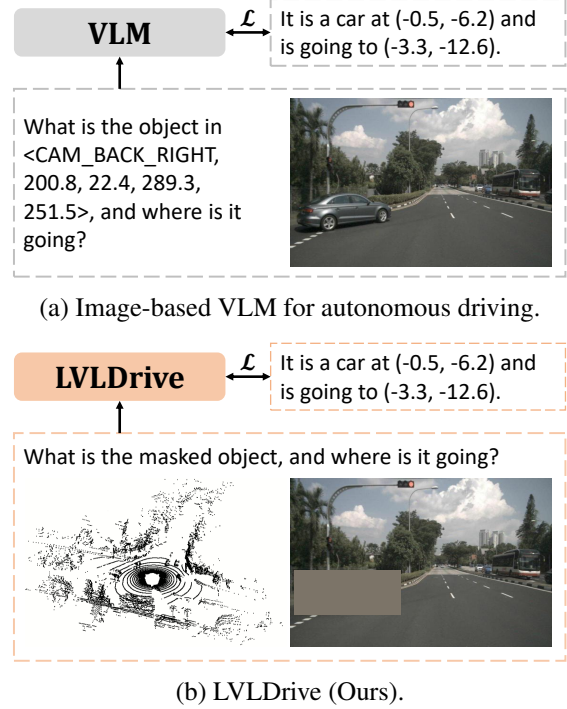 VLM
ℒ
It is a car at (-0.5, -6.2) and
is going to (-3.3, -12.6).
What is the object in
<CAM_BACK_RIGHT,
200.8, 22.4, 289.3,
251.5>, and where is it
going?
(a) Image-based VLM for autonomous driving.
LVLDrive
ℒ
It is a car at (-0.5, -6.2) and
is going to (-3.3, -12.6).
What is the masked object, and where is it going?
(b) LVLDrive (Ours).